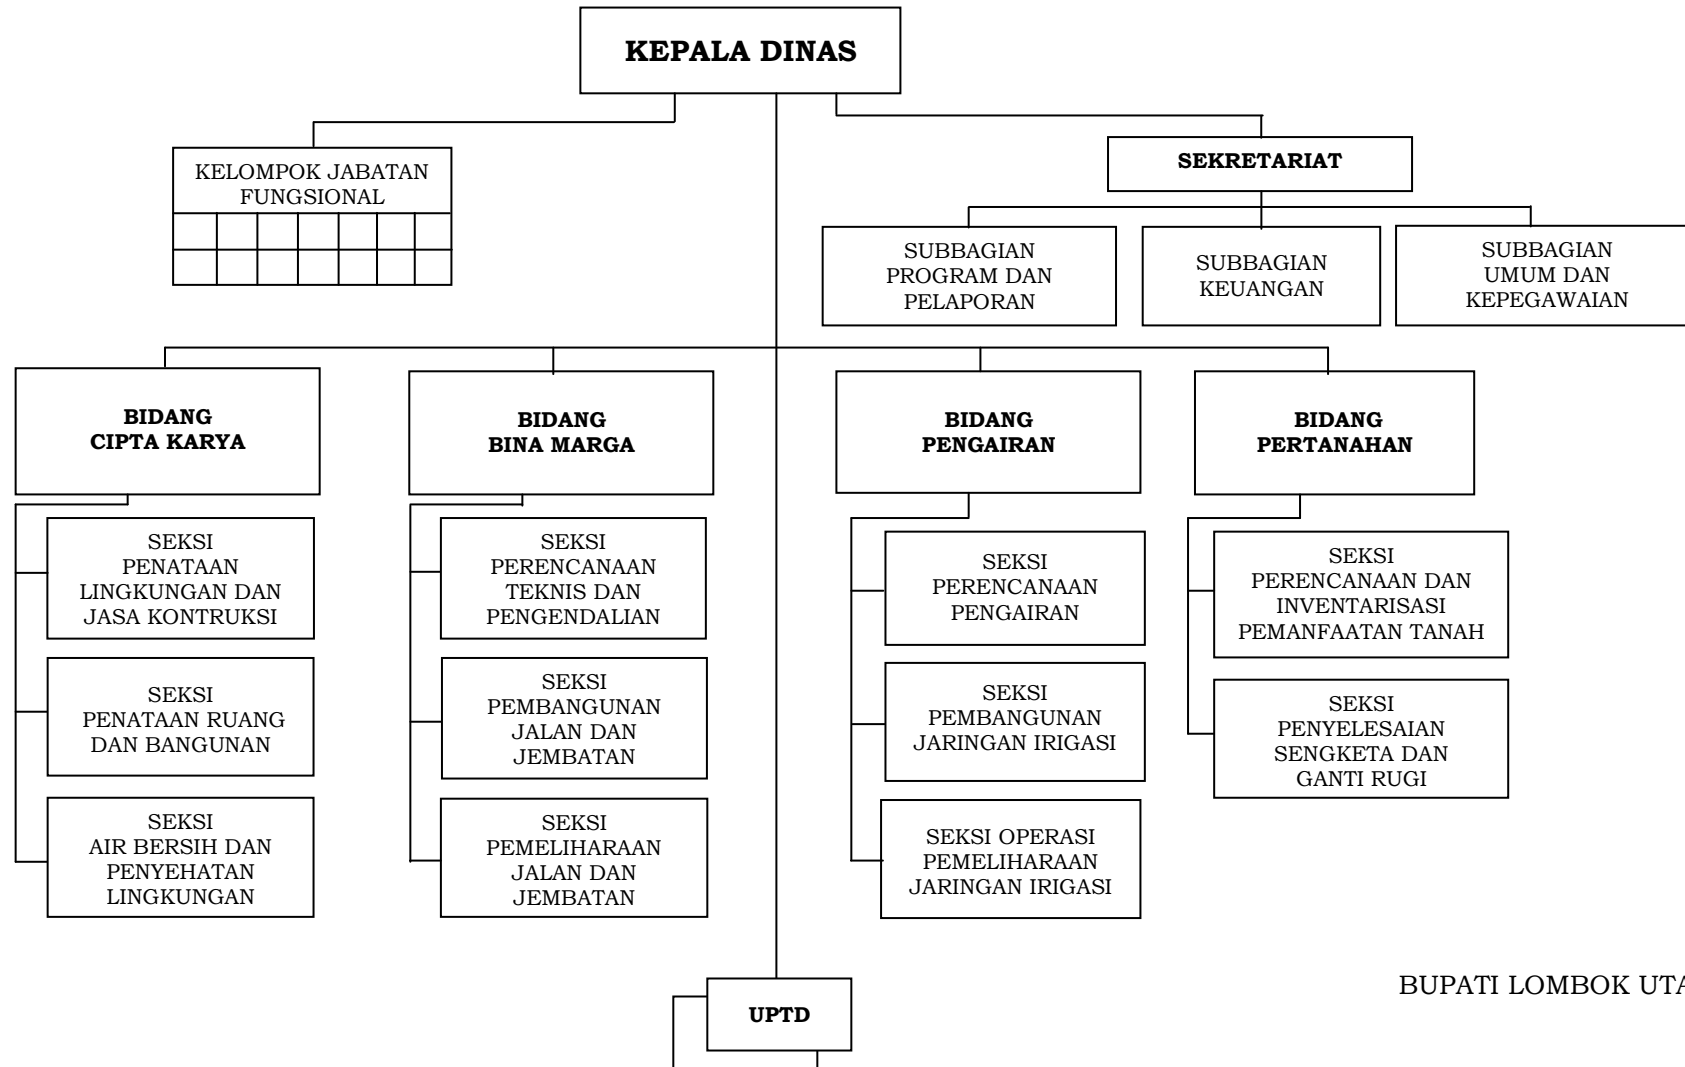 KEPALA DINAS
KELOMPOK JABATAN
FUNGSIONAL
SEKRETARIAT
SUBBAGIAN
PROGRAM DAN
PELAPORAN
SUBBAGIAN
KEUANGAN
SUBBAGIAN
UMUM DAN
KEPEGAWAIAN
BIDANG
CIPTA KARYA
BIDANG
BINA MARGA
BIDANG
PENGAIRAN
BIDANG
PERTANAHAN
SEKSI
PENATAAN
LINGKUNGAN DAN
JASA KONTRUKSI
SEKSI
PENATAAN RUANG
DAN BANGUNAN
SEKSI
AIR BERSIH DAN
PENYEHATAN
LINGKUNGAN
SEKSI
PERENCANAAN
TEKNIS DAN
PENGENDALIAN
SEKSI
PEMBANGUNAN
JALAN DAN
JEMBATAN
SEKSI
PEMELIHARAAN
JALAN DAN
JEMBATAN
SEKSI
PERENCANAAN
PENGAIRAN
SEKSI
PEMBANGUNAN
JARINGAN IRIGASI
SEKSI OPERASI
PEMELIHARAAN
JARINGAN IRIGASI
SEKSI
PERENCANAAN DAN
INVENTARISASI
PEMANFAATAN TANAH
SEKSI
PENYELESAIAN
SENGKETA DAN
GANTI RUGI
UPTD
BUPATI LOMBOK UTA